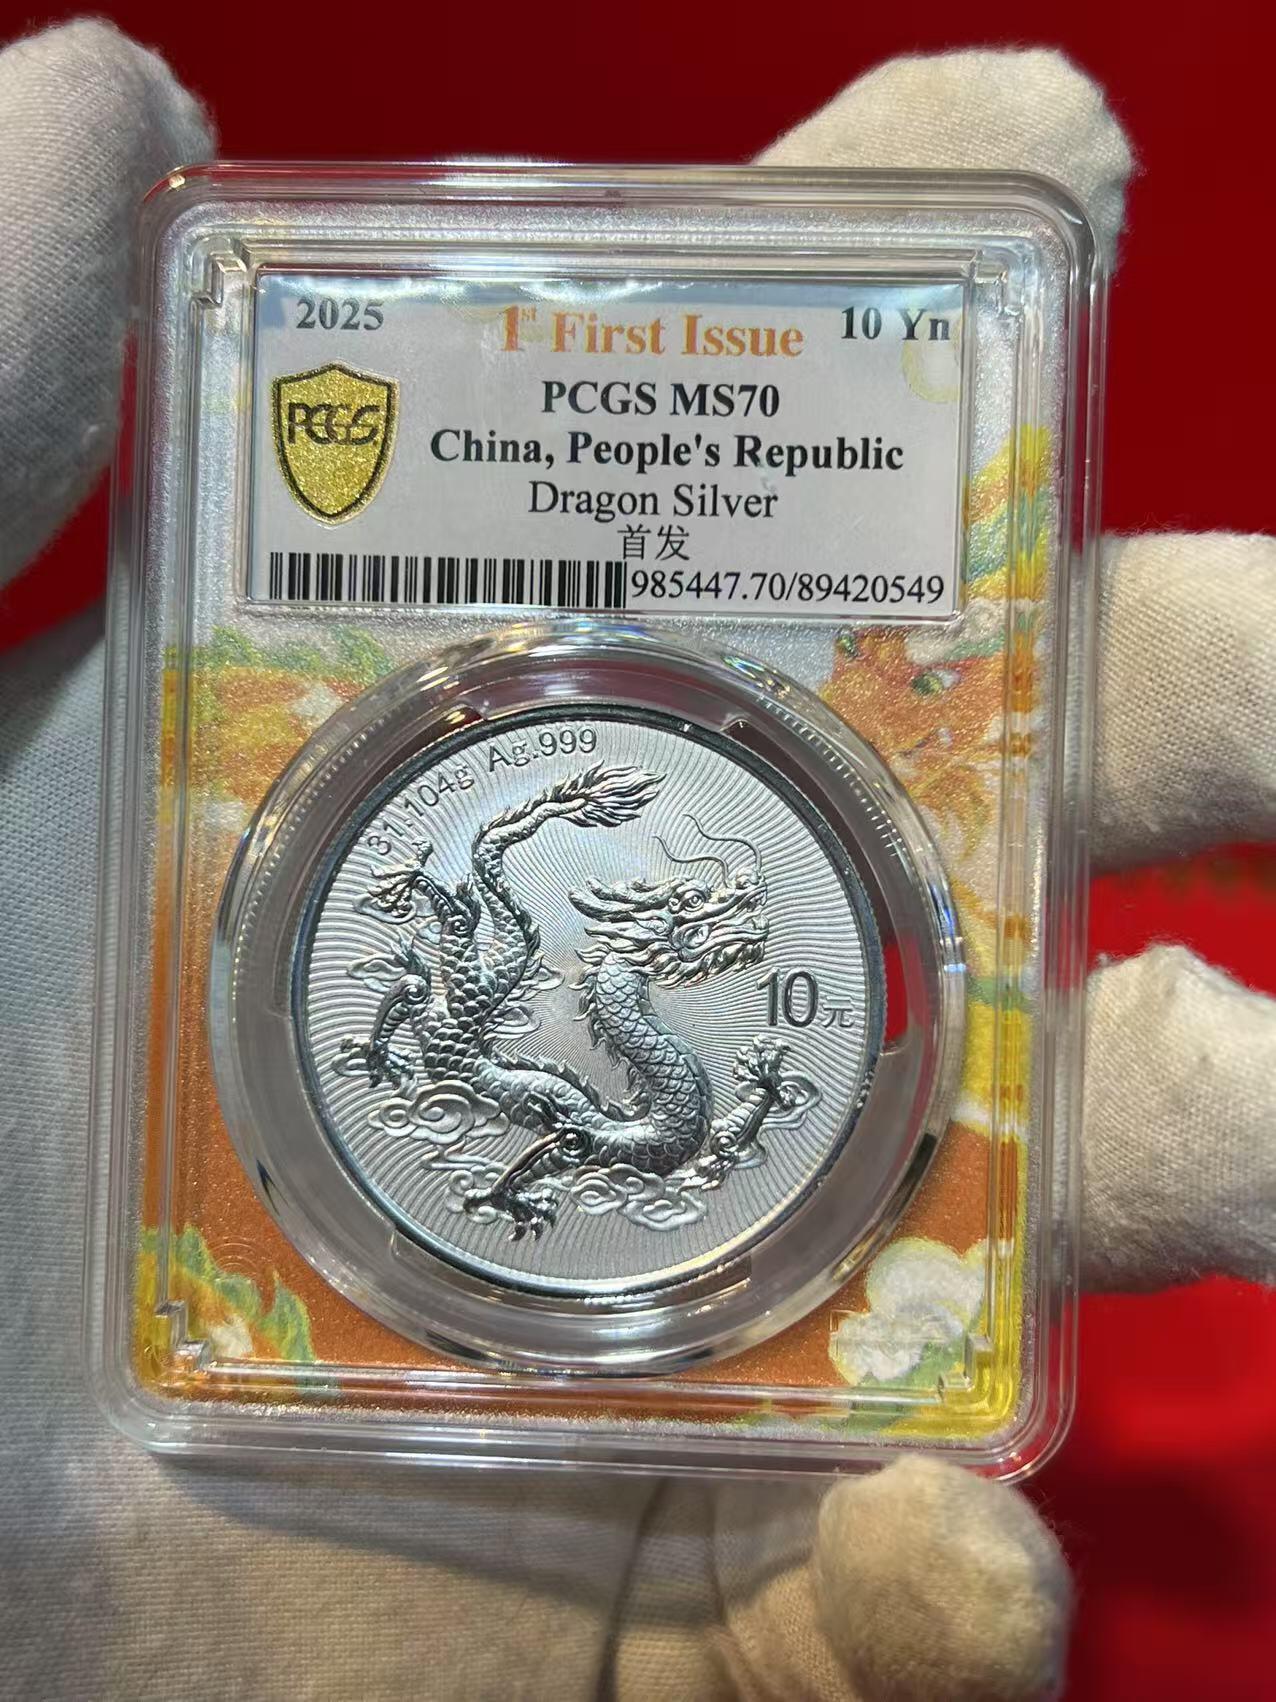 2025 1st First Issue 10 Yn
PCGS
PCGS MS70
China, People's Republic
Dragon Silver
首发
985447.70/89420549
31.104g Ag.999
10元